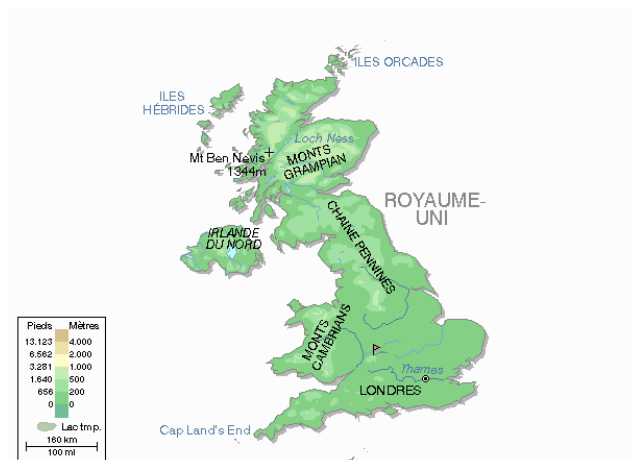 ILES ORCADES
ILES
HÉBRIDES
Loch Ness
Mt Ben Nevis
1344m
MONTS
GRAMPIAN
ROYAUME-
UNI
CHAINE PENNINES
IRLANDE
DU NORD
MONTS
CAMBRIANS
Thames
LONDRES
Cap Land's End
Pieds Mètres
13.123 4.000
6.562 2.000
3.281 1.000
1.640 500
656 200
0 0
Lac tmp.
160 km
100 mi